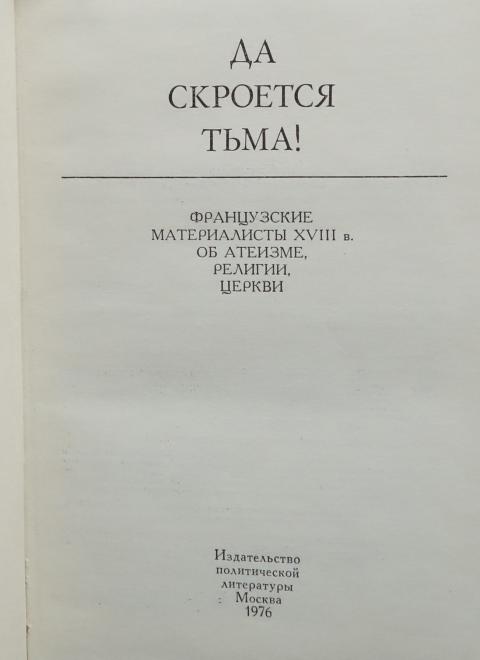 ДА
СКРОЕТСЯ
ТЬМА!
ФРАНЦУЗСКИЕ
МАТЕРИАЛИСТЫ XVIII в.
ОБ АТЕИЗМЕ,
РЕЛИГИИ,
ЦЕРКВИ
Издательство
политической
литературы
Москва
1976